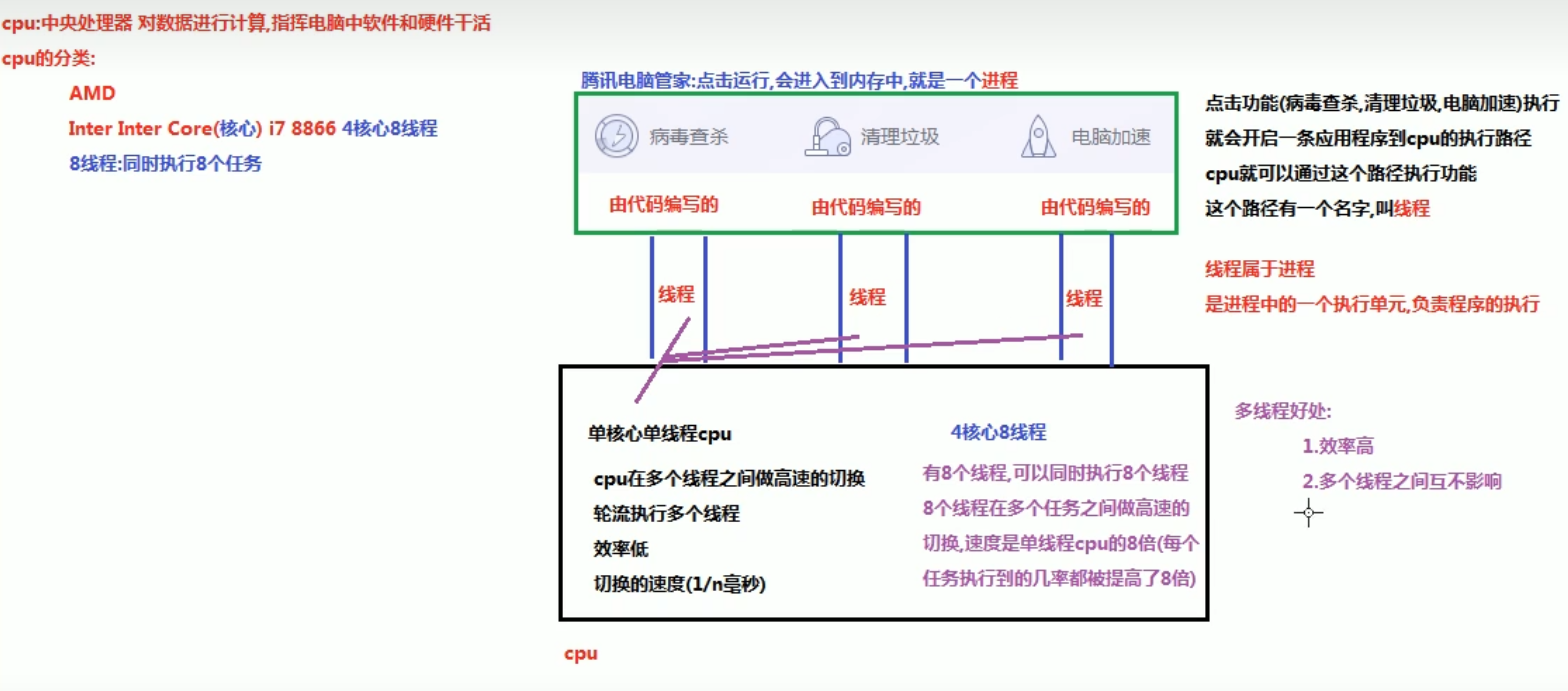 cpu:中央处理器 对数据进行计算,指挥电脑中软件和硬件干活
cpu的分类:
AMD
Inter Inter Core(核心) i7 8866 4核心8线程
8线程:同时执行8个任务
腾讯电脑管家:点击运行,会进入到内存中,就是一个进程
病毒查杀
清理垃圾
电脑加速
由代码编写的
由代码编写的
由代码编写的
线程
线程
线程
点击功能(病毒查杀,清理垃圾,电脑加速)执行
就会开启一条应用程序到cpu的执行路径
cpu就可以通过这个路径执行功能
这个路径有一个名字,叫线程
线程属于进程
是进程中的一个执行单元,负责程序的执行
单核心单线程cpu
cpu在多个线程之间做高速的切换
轮流执行多个线程
效率低
切换的速度(1/n毫秒)
4核心8线程
有8个线程,可以同时执行8个线程
8个线程在多个任务之间做高速的
切换,速度是单线程cpu的8倍(每个
任务执行到的几率都被提高了8倍)
多线程好处:
1.效率高
2.多个线程之间互不影响
cpu